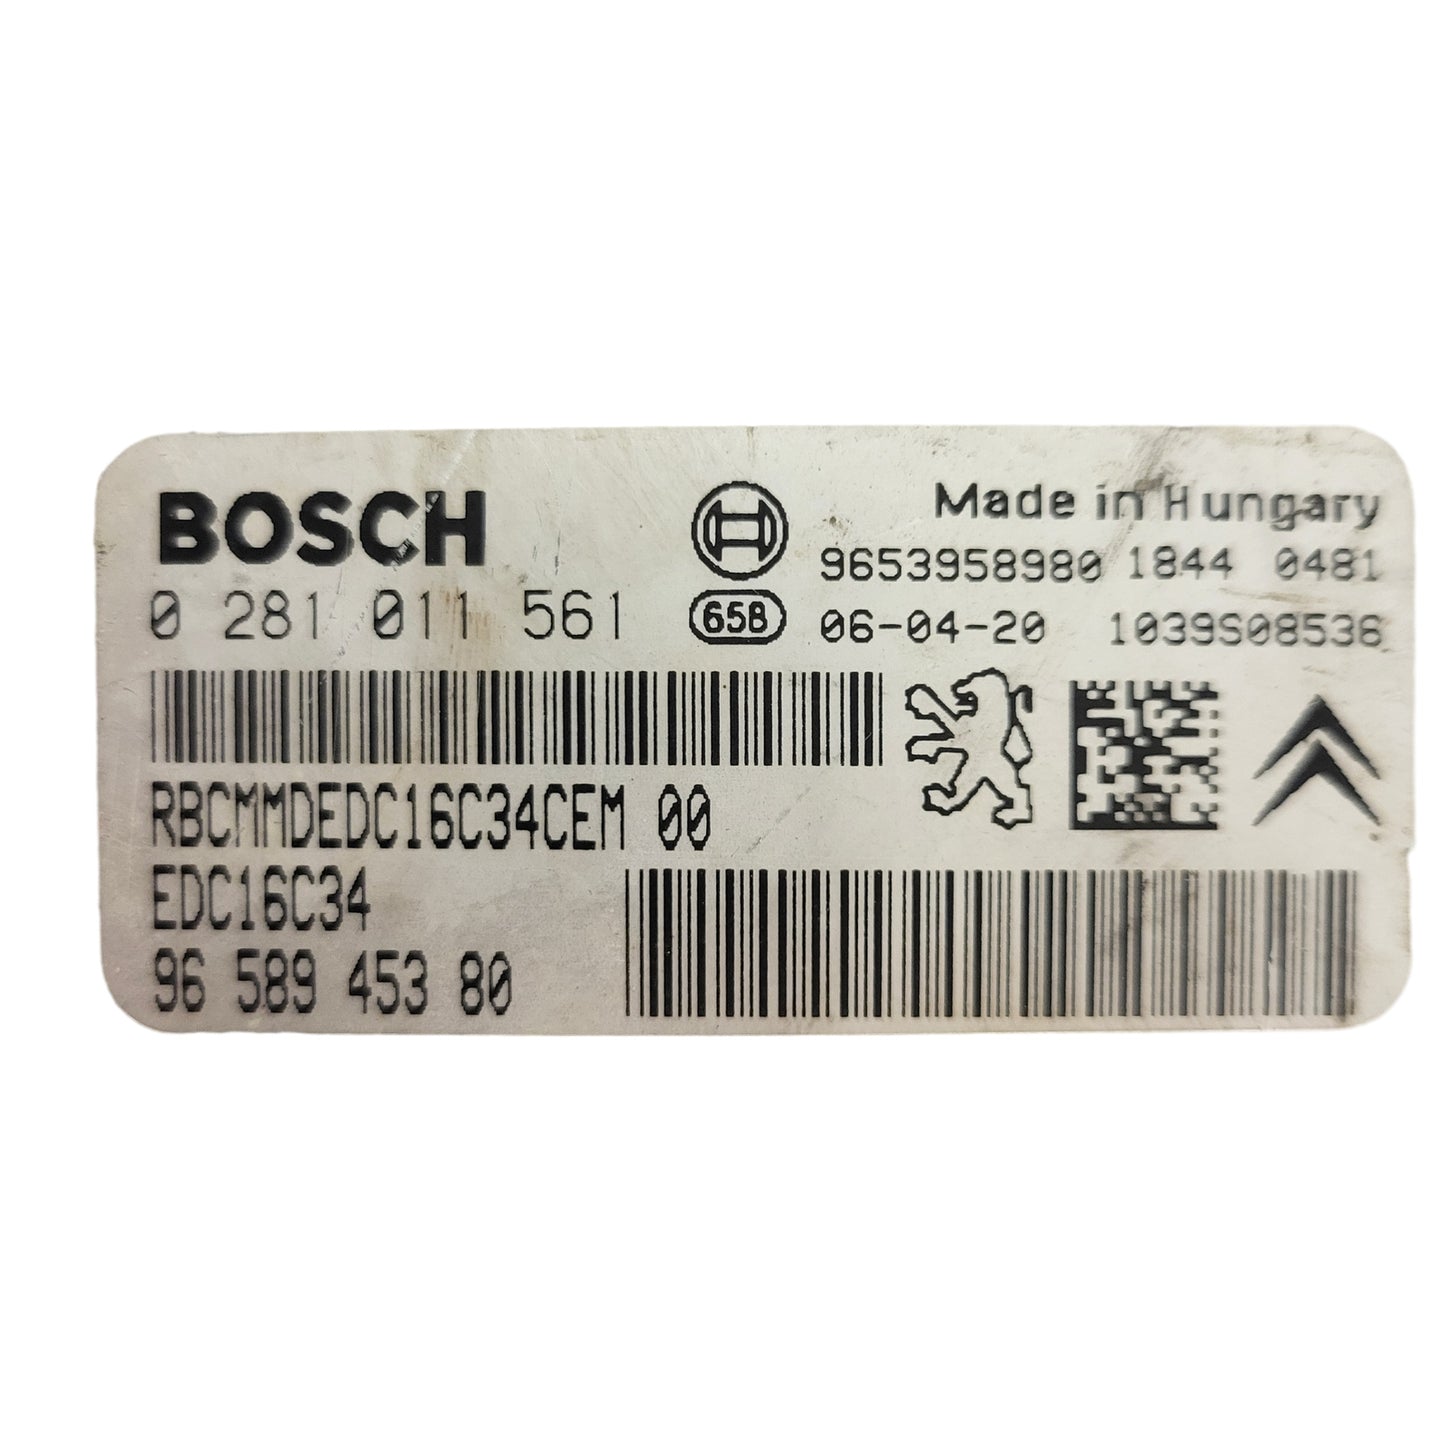 BOSCH
Made in Hungary
9653958980 1844 0481
0 281 011 561
658
06-04-20 1039S08536
RBCMMDEDC16C34CEM 00
EDC16C34
96 589 453 80